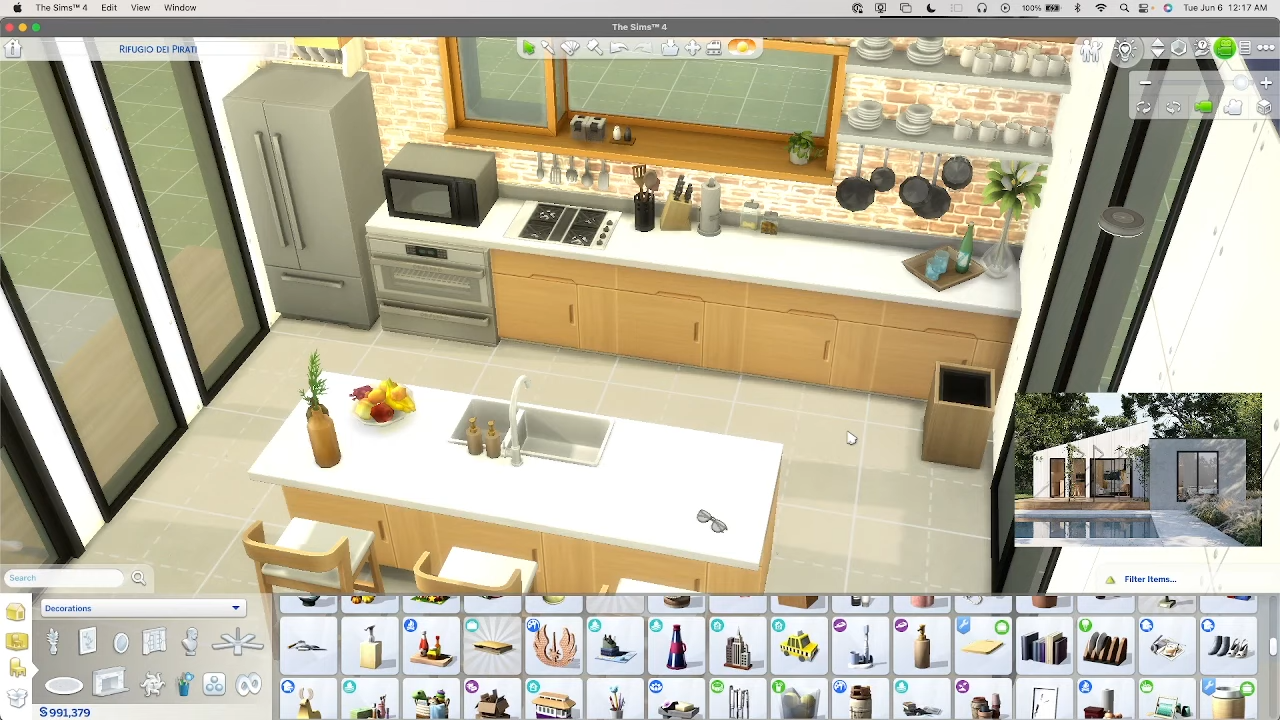 The Sims™ 4 Edit View Window 100% Tue Jun 6 12:17 AM
The Sims™ 4
RIFUGIO DEI PIRATI
Search
Filter Items...
Decorations
§991,379